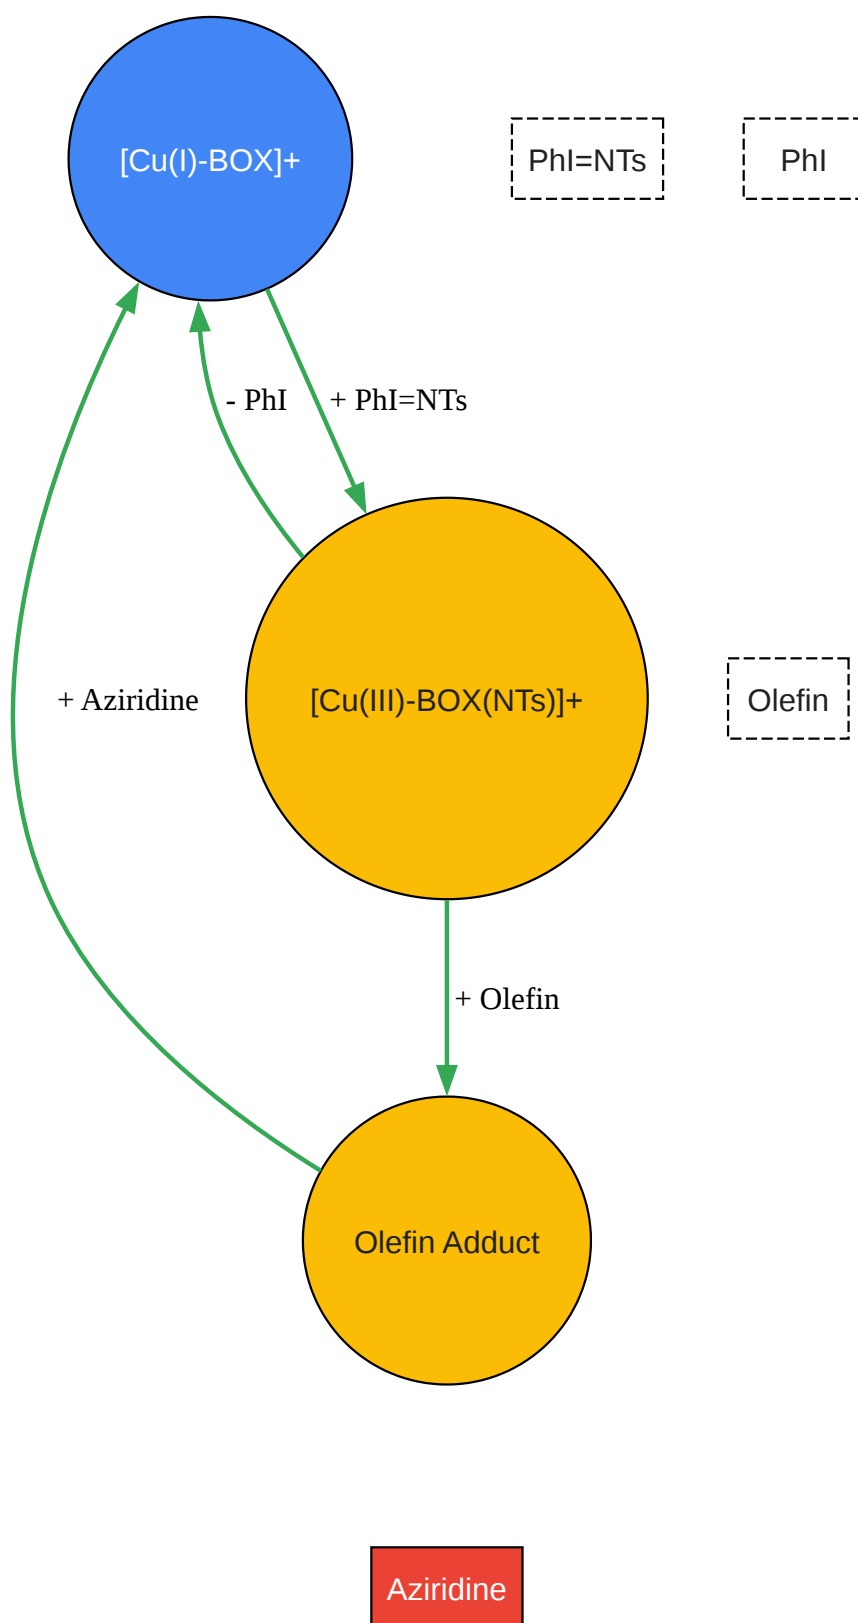 [Cu(I)-BOX]+
PhI=NTs
PhI
- PhI
+ PhI=NTs
+ Aziridine
[Cu(III)-BOX(NTs)]+
Olefin
+ Olefin
Olefin Adduct
Aziridine